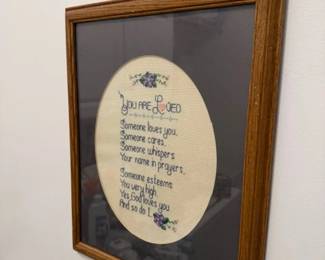 You Are Loved
Someone loves you,
Someone cares,
Someone whispers
Your name in prayers,
Someone esteems
You very high,
Yes, God loves you
And so do I.